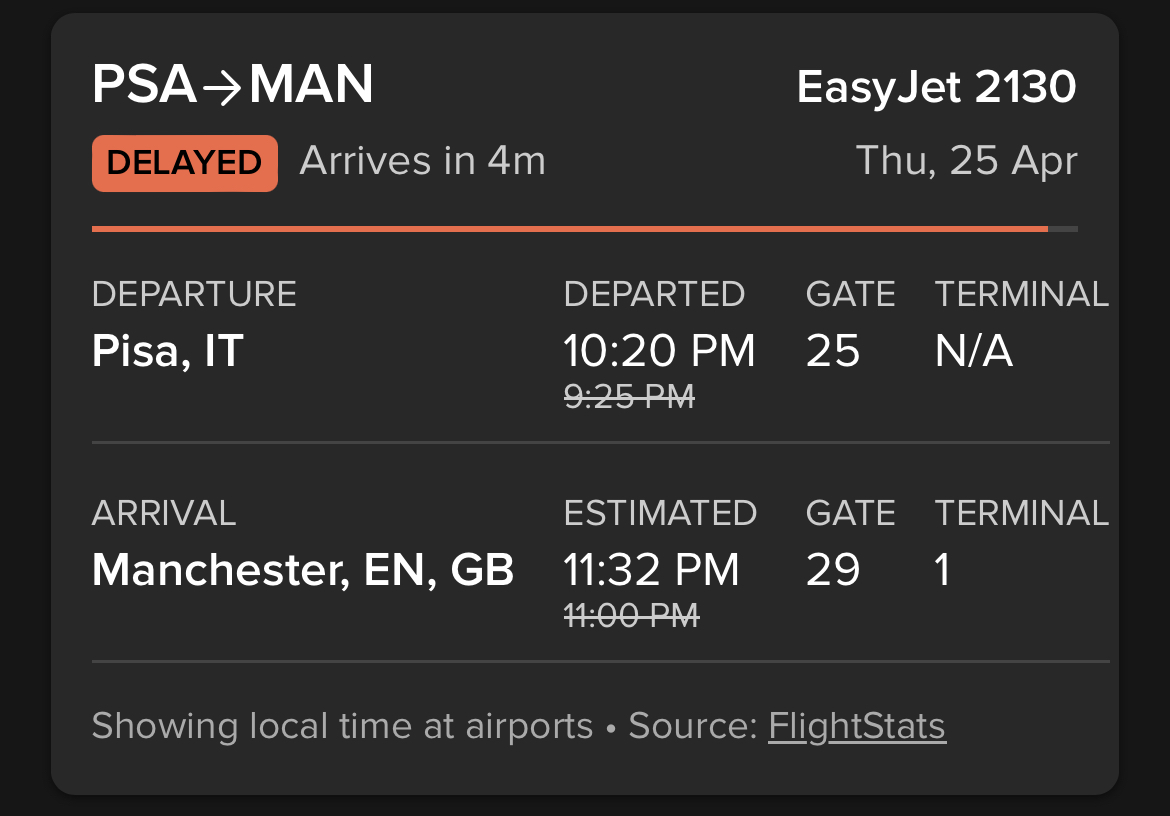 PSA→MAN EasyJet 2130
DELAYED Arrives in 4m Thu, 25 Apr
DEPARTURE DEPARTED GATE TERMINAL
Pisa, IT 10:20 PM 25 N/A
9:25 PM
ARRIVAL ESTIMATED GATE TERMINAL
Manchester, EN, GB 11:32 PM 29 1
11:00 PM
Showing local time at airports • Source: FlightStats